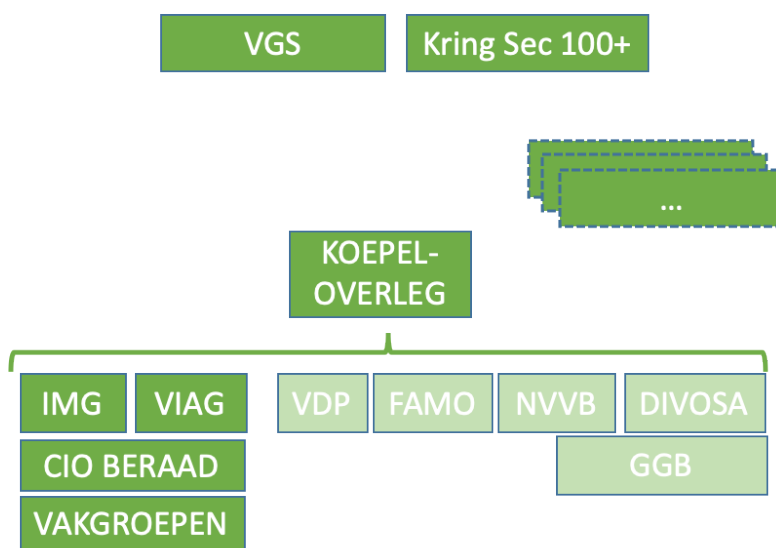 VGS
Kring Sec 100+
...
KOEPEL-
OVERLEG
IMG
VIAG
VDP
FAMO
NVVB
DIVOSA
CIO BERAAD
GGB
VAKGROEPEN